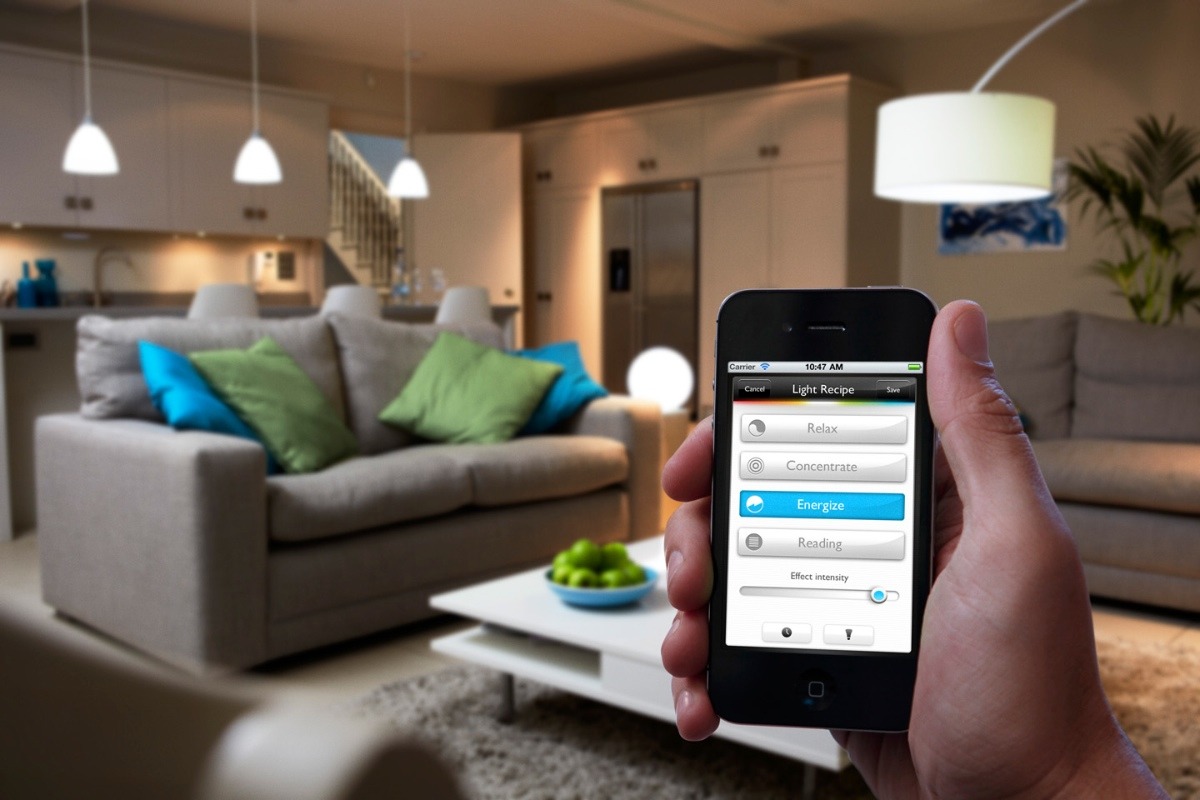 Carrier 10:47 AM
Cancel Light Recipe Save
Relax
Concentrate
Energize
Reading
Effect intensity